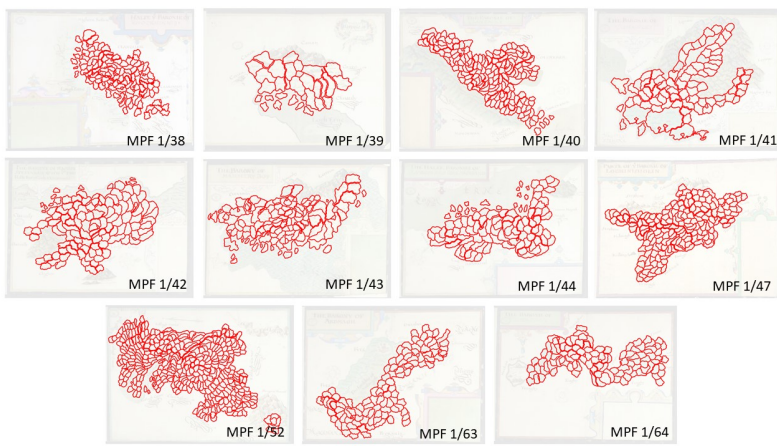 MPF 1/38
MPF 1/39
MPF 1/40
MPF 1/41
MPF 1/42
MPF 1/43
MPF 1/44
MPF 1/47
MPF 1/52
MPF 1/63
MPF 1/64